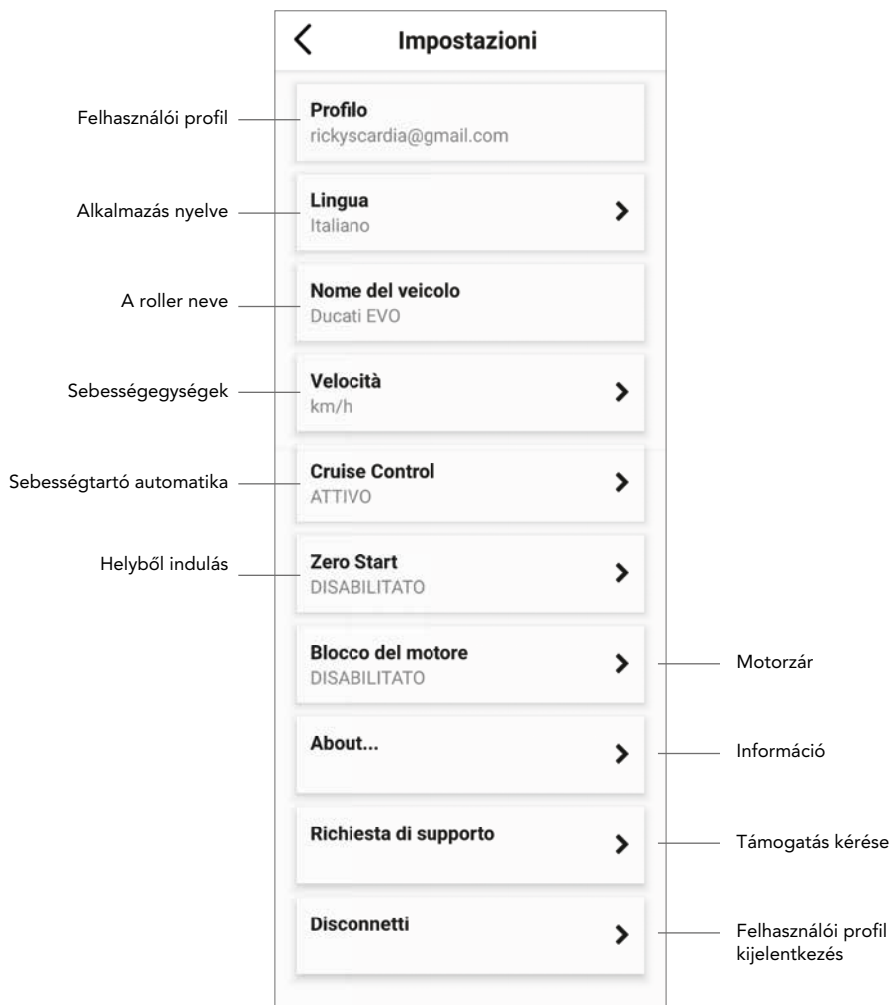 Impostazioni
Felhasználói profil
Profilo
rickyscardia@gmail.com
Alkalmazás nyelve
Lingua
Italiano
A roller neve
Nome del veicolo
Ducati EVO
Sebességegységek
Velocità
km/h
Sebességtartó automatika
Cruise Control
ATTIVO
Helyből indulás
Zero Start
DISABILITATO
Blocco del motore
DISABILITATO
Motorzár
About...
Információ
Richiesta di supporto
Támogatás kérése
Disconnetti
Felhasználói profil
kijelentkezés